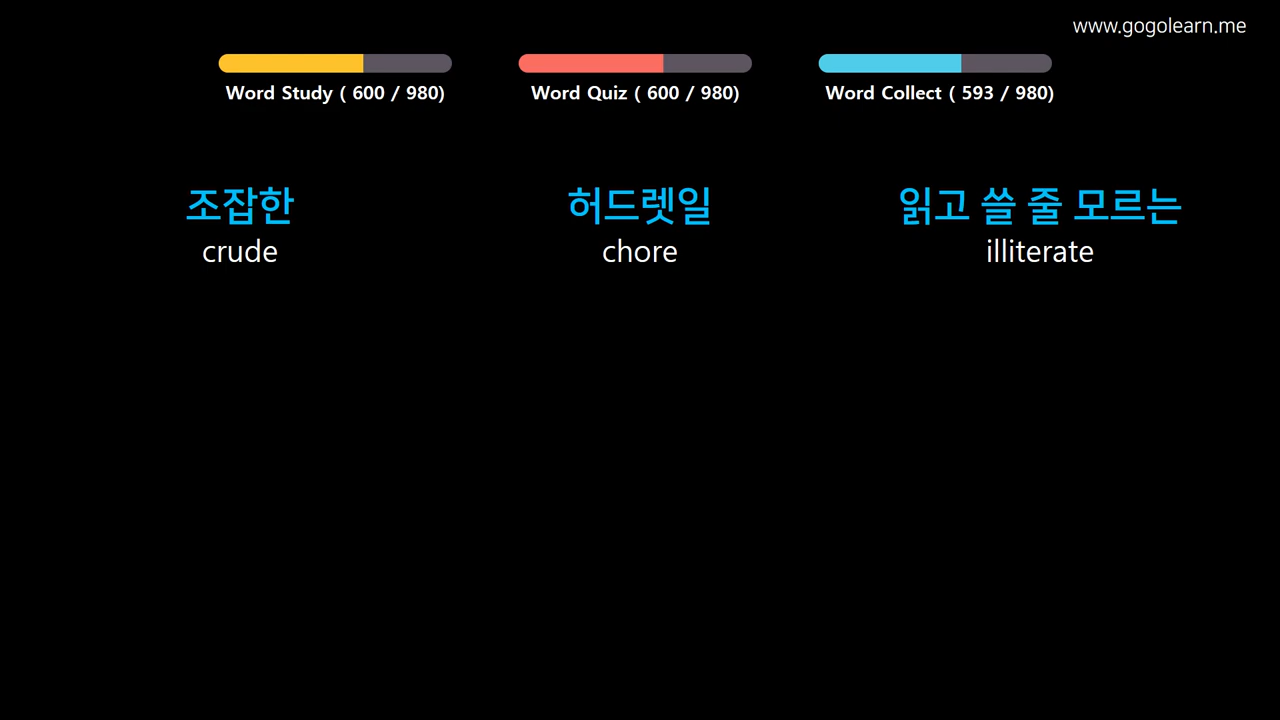 www.gogolearn.me
Word Study ( 600 / 980)
Word Quiz ( 600 / 980)
Word Collect ( 593 / 980)
조잡한
crude
허드렛일
chore
읽고 쓸 줄 모르는
illiterate